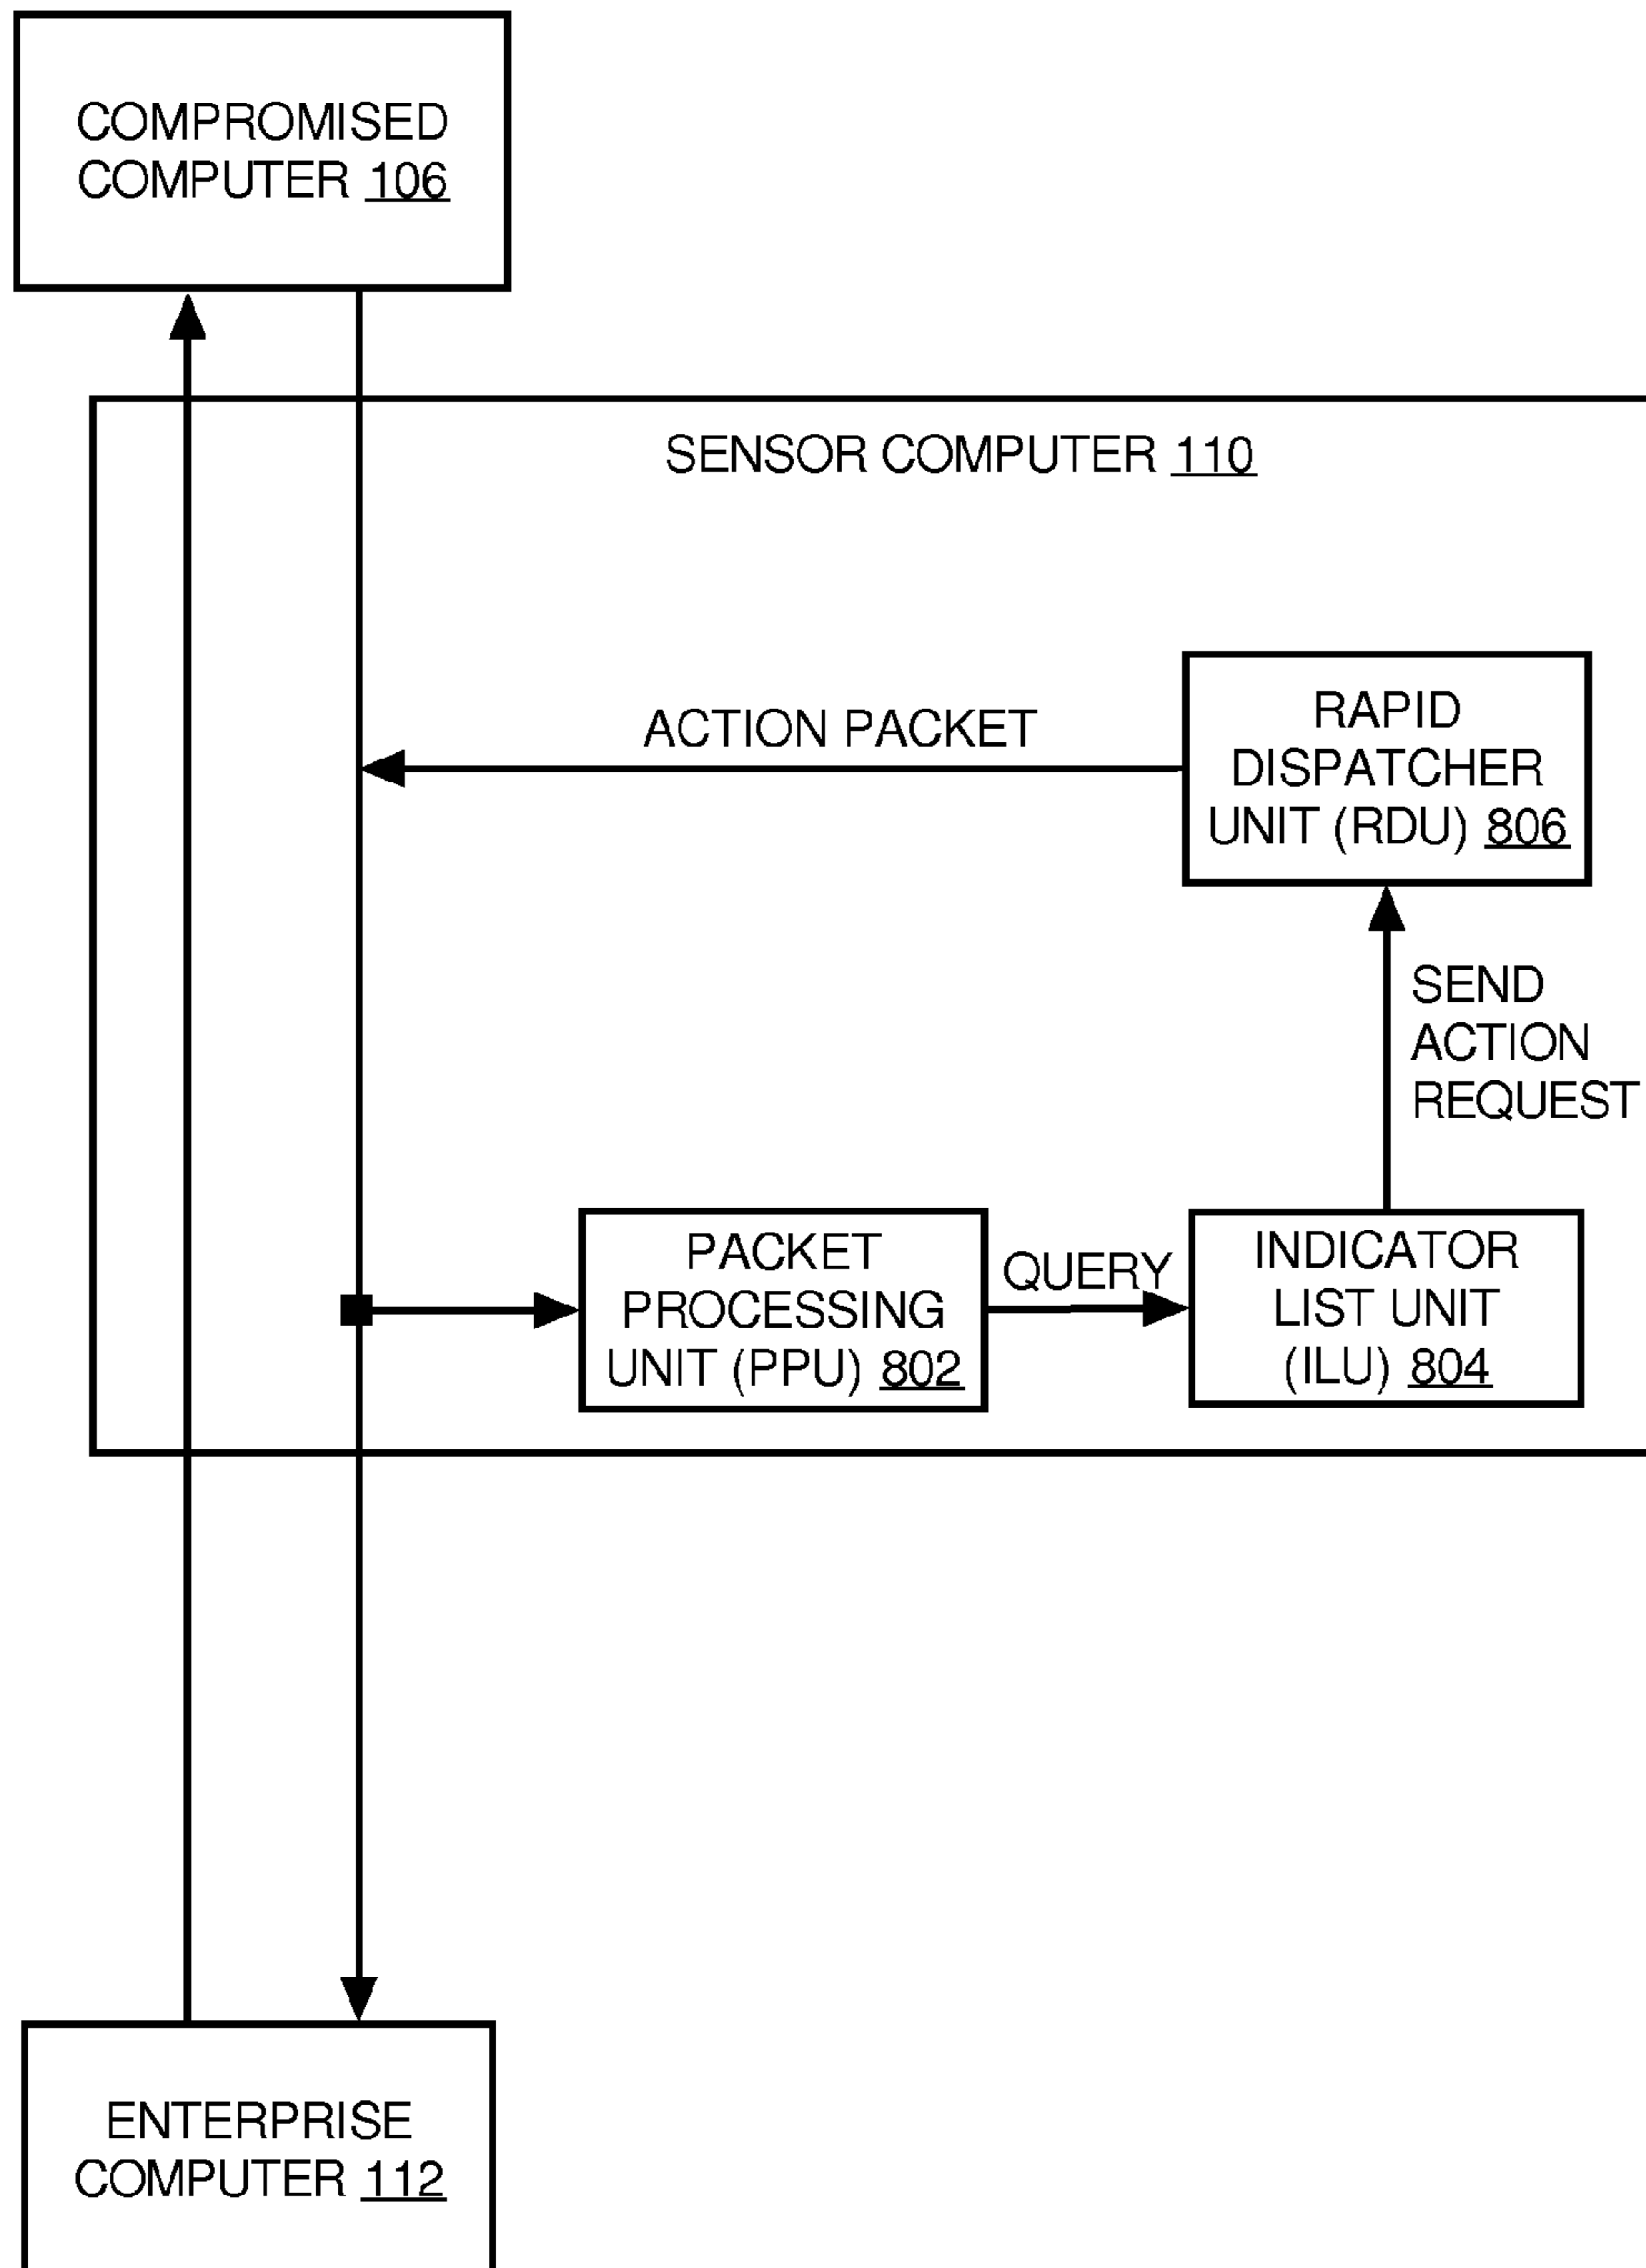 COMPROMISED
COMPUTER 106
SENSOR COMPUTER 110
ACTION PACKET
RAPID
DISPATCHER
UNIT (RDU) 806
SEND
ACTION
REQUEST
PACKET
PROCESSING
UNIT (PPU) 802
QUERY
INDICATOR
LIST UNIT
(ILU) 804
ENTERPRISE
COMPUTER 112